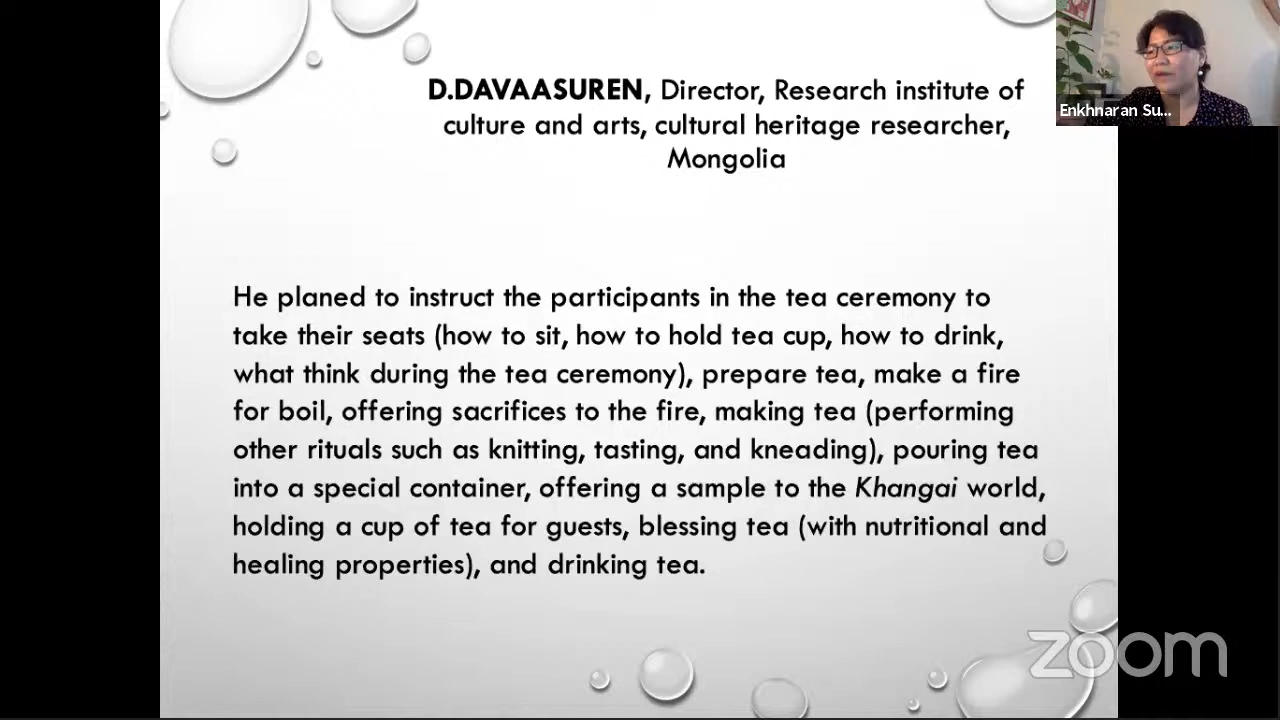 D.DAVAASUREN, Director, Research institute of
culture and arts, cultural heritage researcher,
Mongolia
Enkhnaran Su...
He planed to instruct the participants in the tea ceremony to
take their seats (how to sit, how to hold tea cup, how to drink,
what think during the tea ceremony), prepare tea, make a fire
for boil, offering sacrifices to the fire, making tea (performing
other rituals such as knitting, tasting, and kneading), pouring tea
into a special container, offering a sample to the Khangai world,
holding a cup of tea for guests, blessing tea (with nutritional and
healing properties), and drinking tea.
zoom